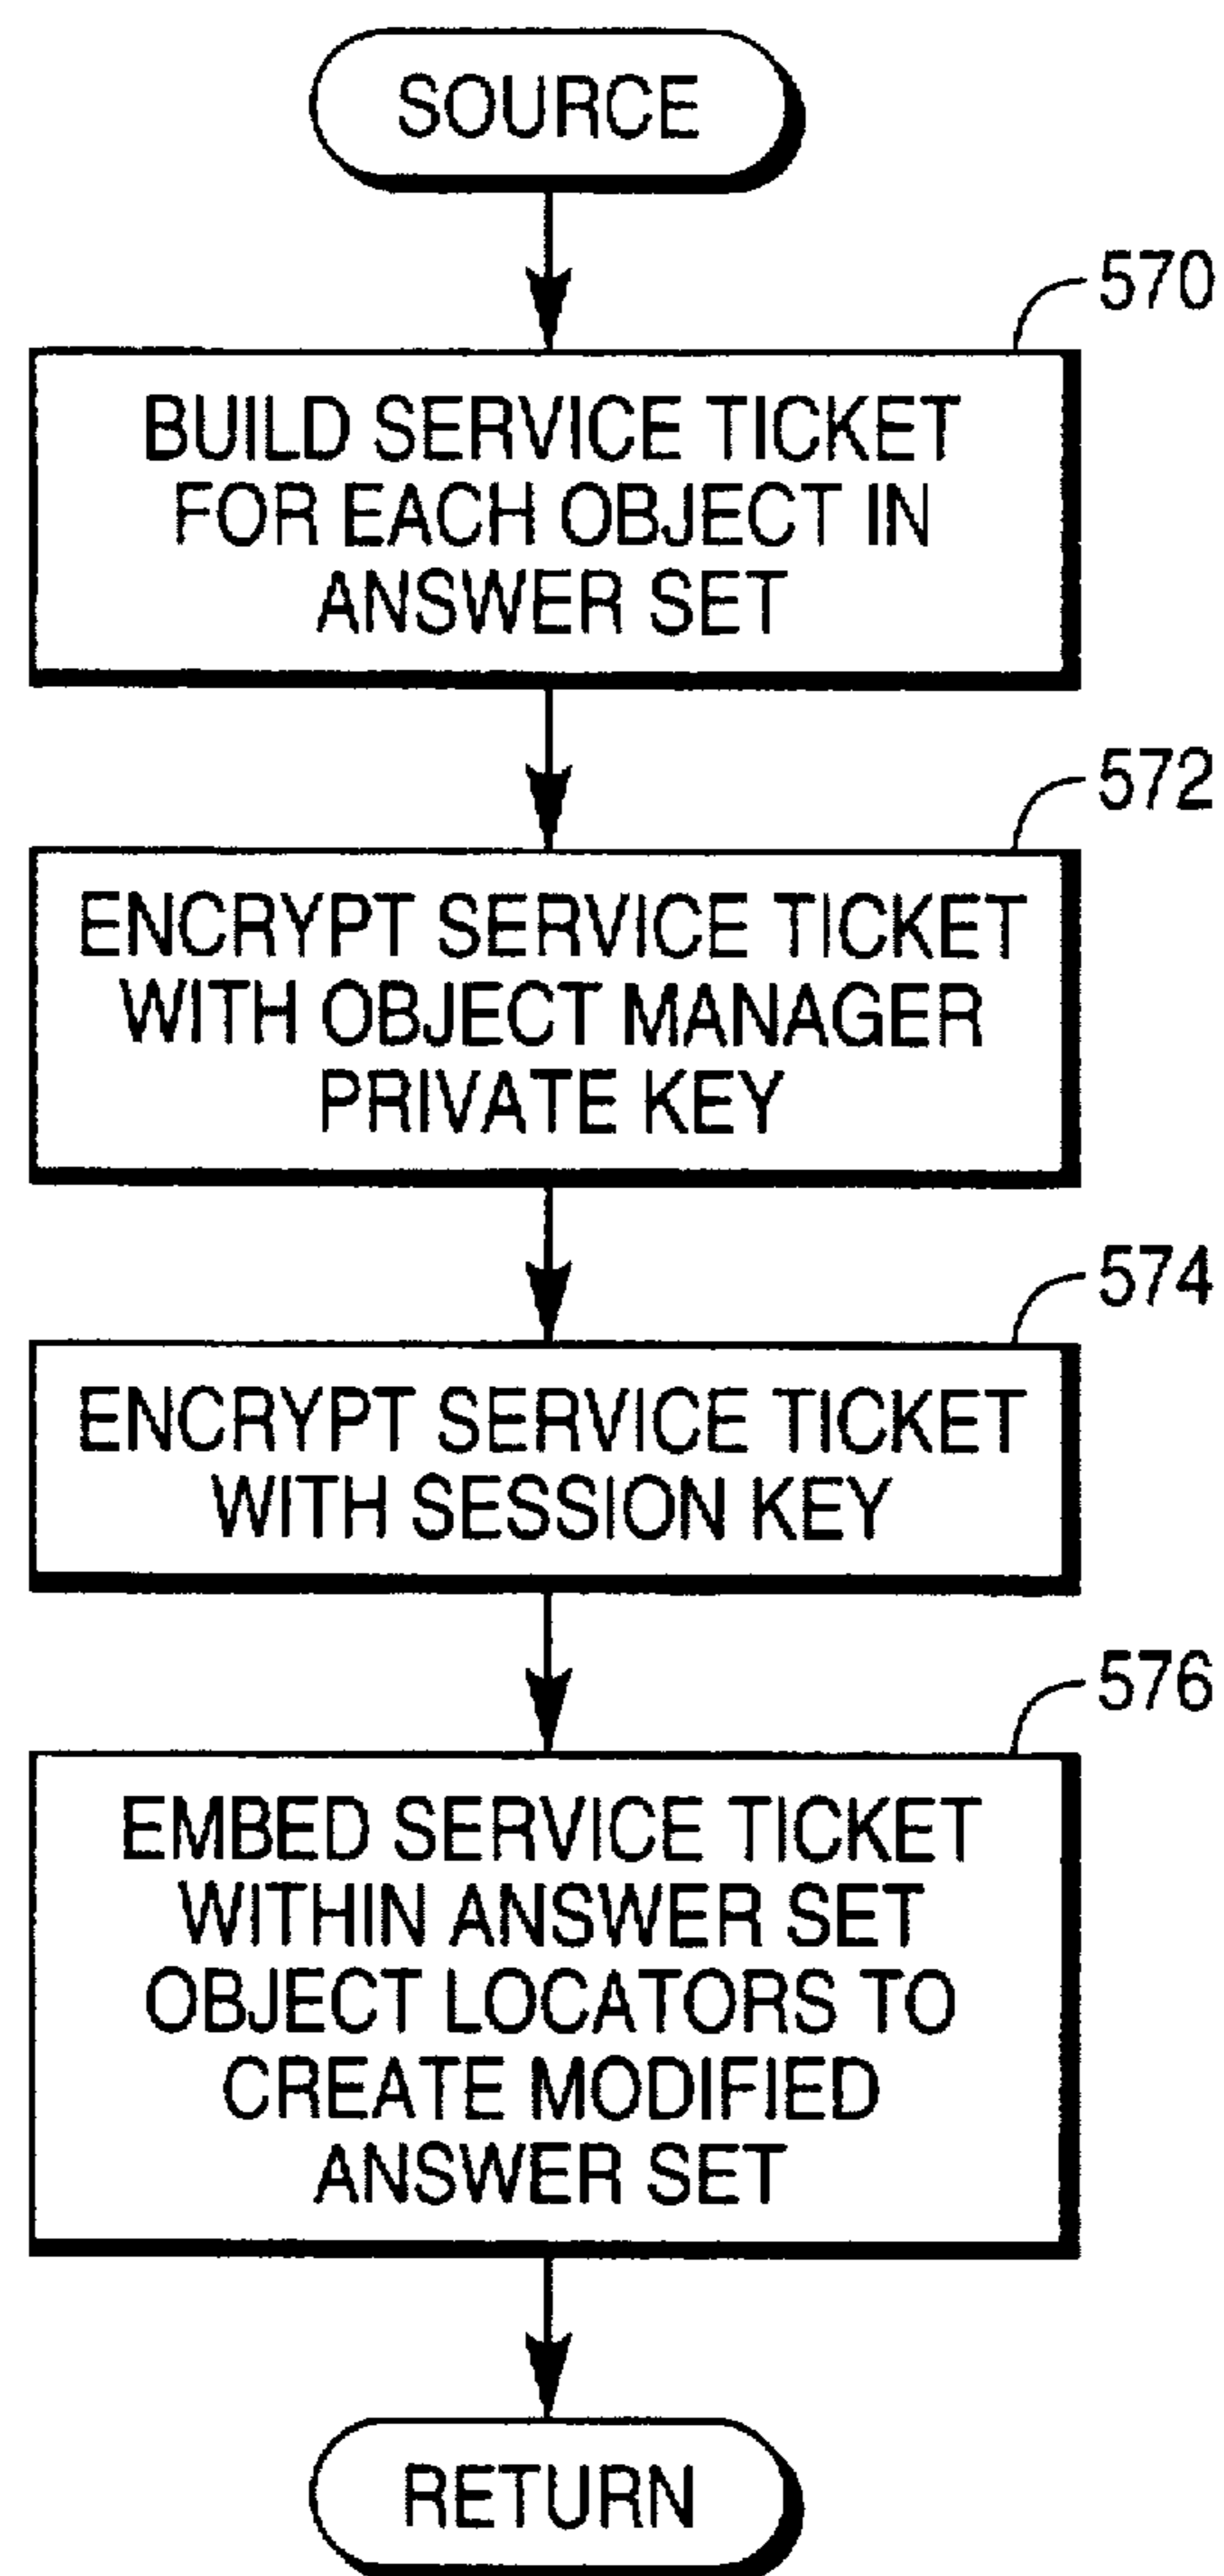 SOURCE
570
BUILD SERVICE TICKET
FOR EACH OBJECT IN
ANSWER SET
572
ENCRYPT SERVICE TICKET
WITH OBJECT MANAGER
PRIVATE KEY
574
ENCRYPT SERVICE TICKET
WITH SESSION KEY
576
EMBED SERVICE TICKET
WITHIN ANSWER SET
OBJECT LOCATORS TO
CREATE MODIFIED
ANSWER SET
RETURN